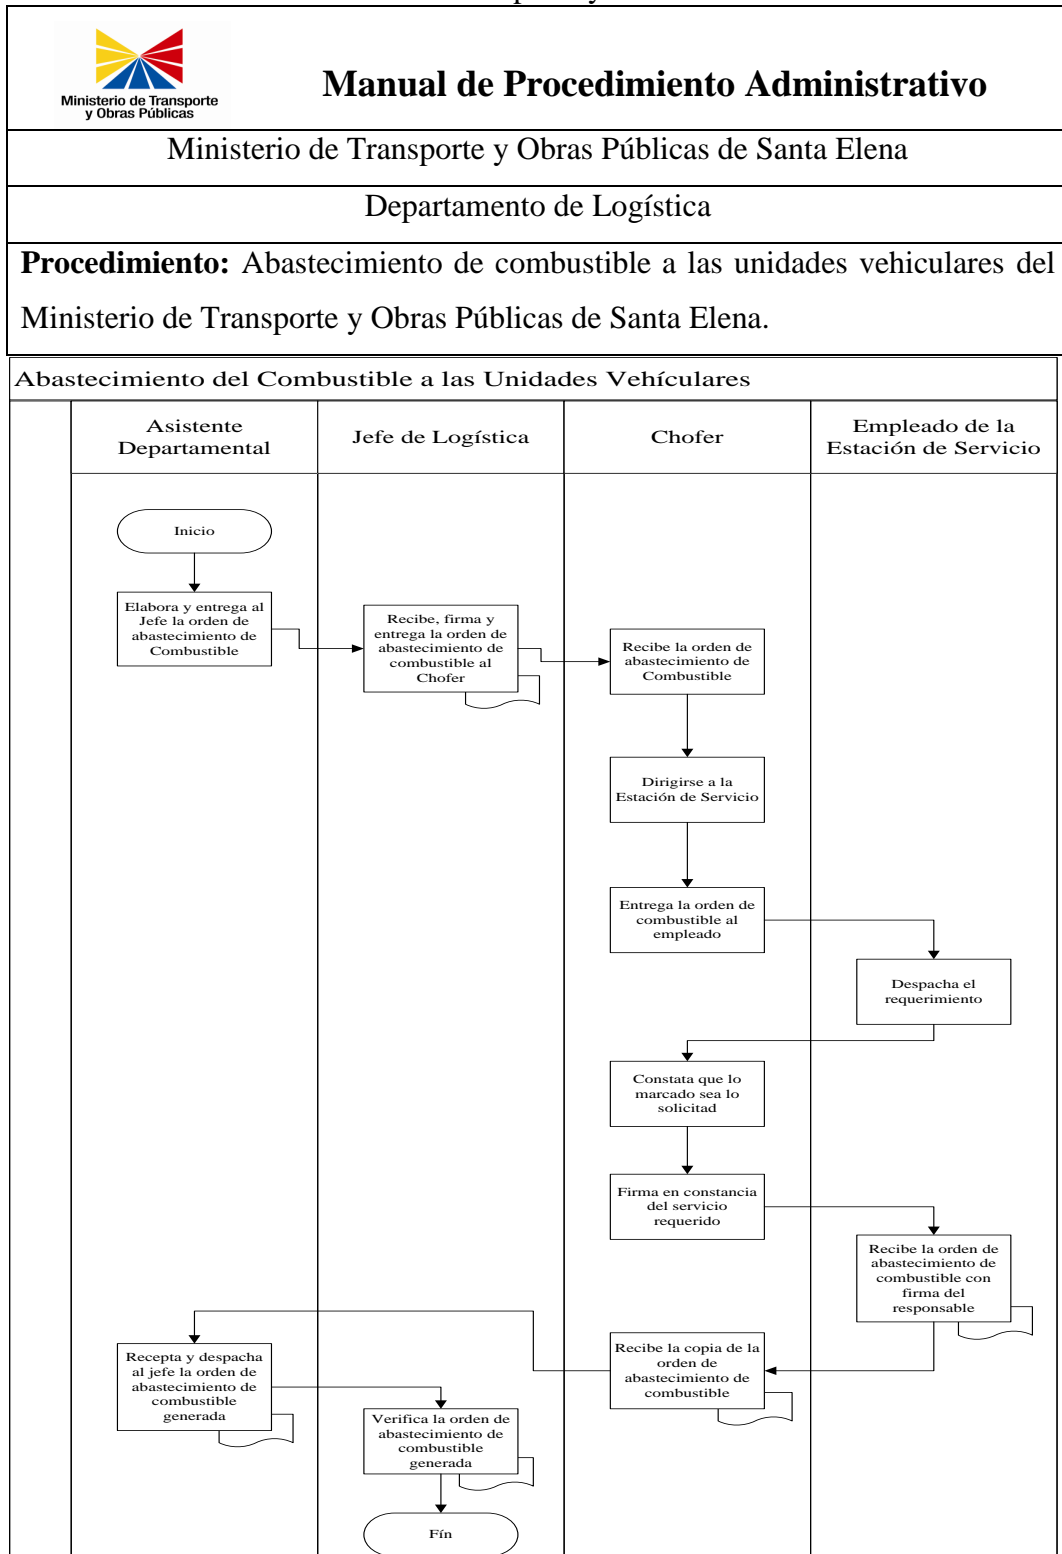 Ministerio de Transporte
y Obras Públicas
Manual de Procedimiento Administrativo
Ministerio de Transporte y Obras Públicas de Santa Elena
Departamento de Logística
Procedimiento: Abastecimiento de combustible a las unidades vehiculares del
Ministerio de Transporte y Obras Públicas de Santa Elena.
Abastecimiento del Combustible a las Unidades Vehículares
Asistente
Departamental
Jefe de Logística
Chofer
Empleado de la
Estación de Servicio
Inicio
Elabora y entrega al
Jefe la orden de
abastecimiento de
Combustible
Recibe, firma y
entrega la orden de
abastecimiento de
combustible al
Chofer
Recibe la orden de
abastecimiento de
Combustible
Dirigirse a la
Estación de Servicio
Entrega la orden de
combustible al
empleado
Despacha el
requerimiento
Constata que lo
marcado sea lo
solicitad
Firma en constancia
del servicio
requerido
Recibe la orden de
abastecimiento de
combustible con
firma del
responsable
Recibe la copia de la
orden de
abastecimiento de
combustible
Recepta y despacha
al jefe la orden de
abastecimiento de
combustible
generada
Verifica la orden de
abastecimiento de
combustible
generada
Fín